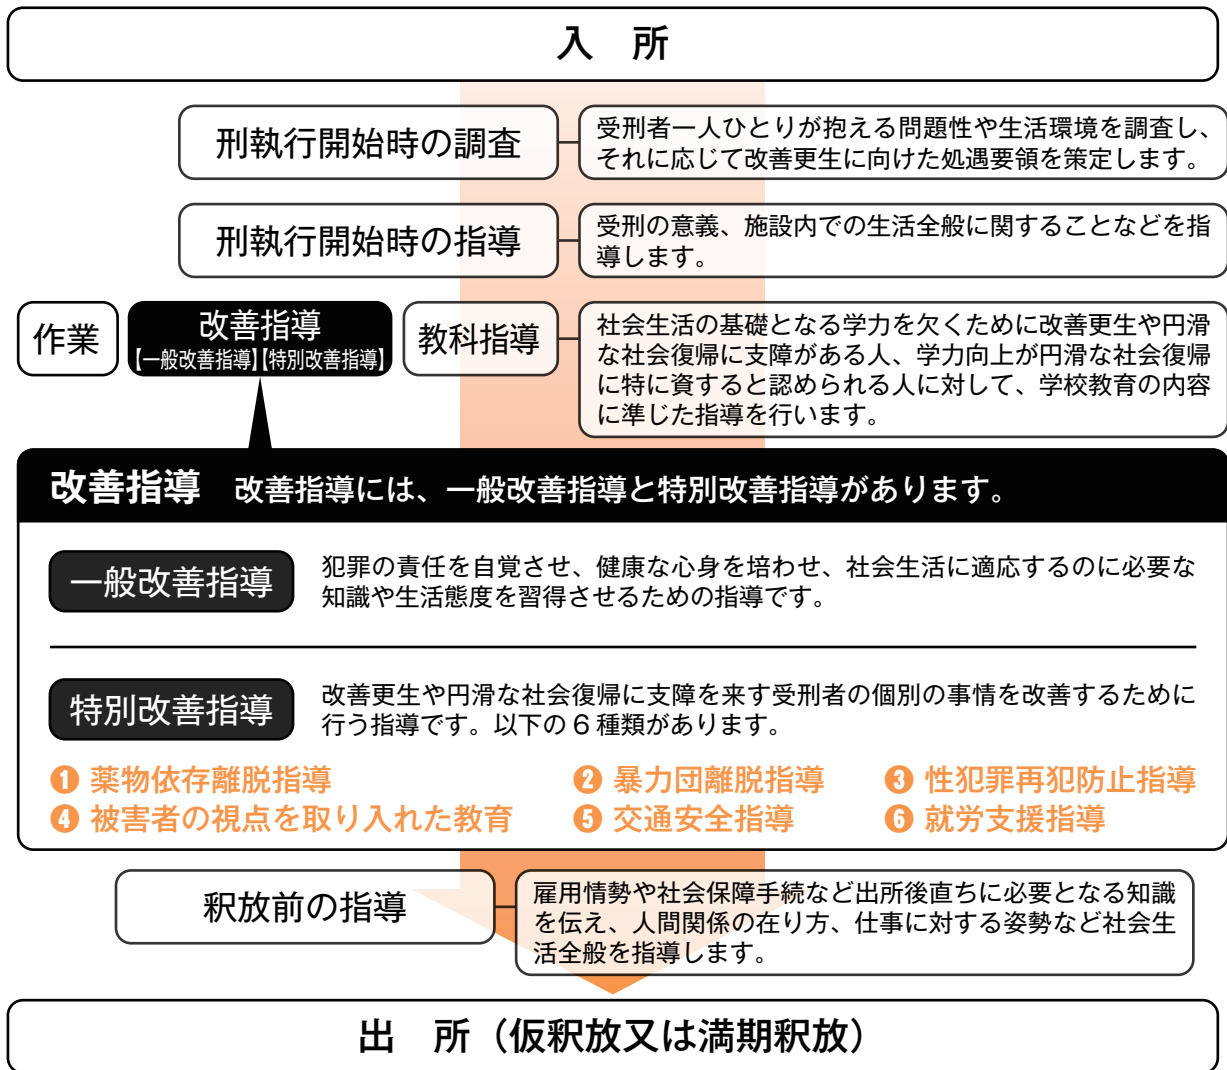 入　所
刑執行開始時の調査
受刑者一人ひとりが抱える問題性や生活環境を調査し、
それに応じて改善更生に向けた処遇要領を策定します。
刑執行開始時の指導
受刑の意義、施設内での生活全般に関することなどを指
導します。
作業
改善指導
【一般改善指導】【特別改善指導】
教科指導
社会生活の基礎となる学力を欠くために改善更生や円滑
な社会復帰に支障がある人、学力向上が円滑な社会復帰
に特に資すると認められる人に対して、学校教育の内容
に準じた指導を行います。
改善指導　改善指導には、一般改善指導と特別改善指導があります。
一般改善指導
犯罪の責任を自覚させ、健康な心身を培わせ、社会生活に適応するのに必要な
知識や生活態度を習得させるための指導です。
特別改善指導
改善更生や円滑な社会復帰に支障を来す受刑者の個別の事情を改善するために
行う指導です。以下の6種類があります。
❶ 薬物依存離脱指導　❷ 暴力団離脱指導　❸ 性犯罪再犯防止指導
❹ 被害者の視点を取り入れた教育　❺ 交通安全指導　❻ 就労支援指導
釈放前の指導
雇用情勢や社会保障手続など出所後直ちに必要となる知識
を伝え、人間関係の在り方、仕事に対する姿勢など社会生
活全般を指導します。
出　所（仮釈放又は満期釈放）